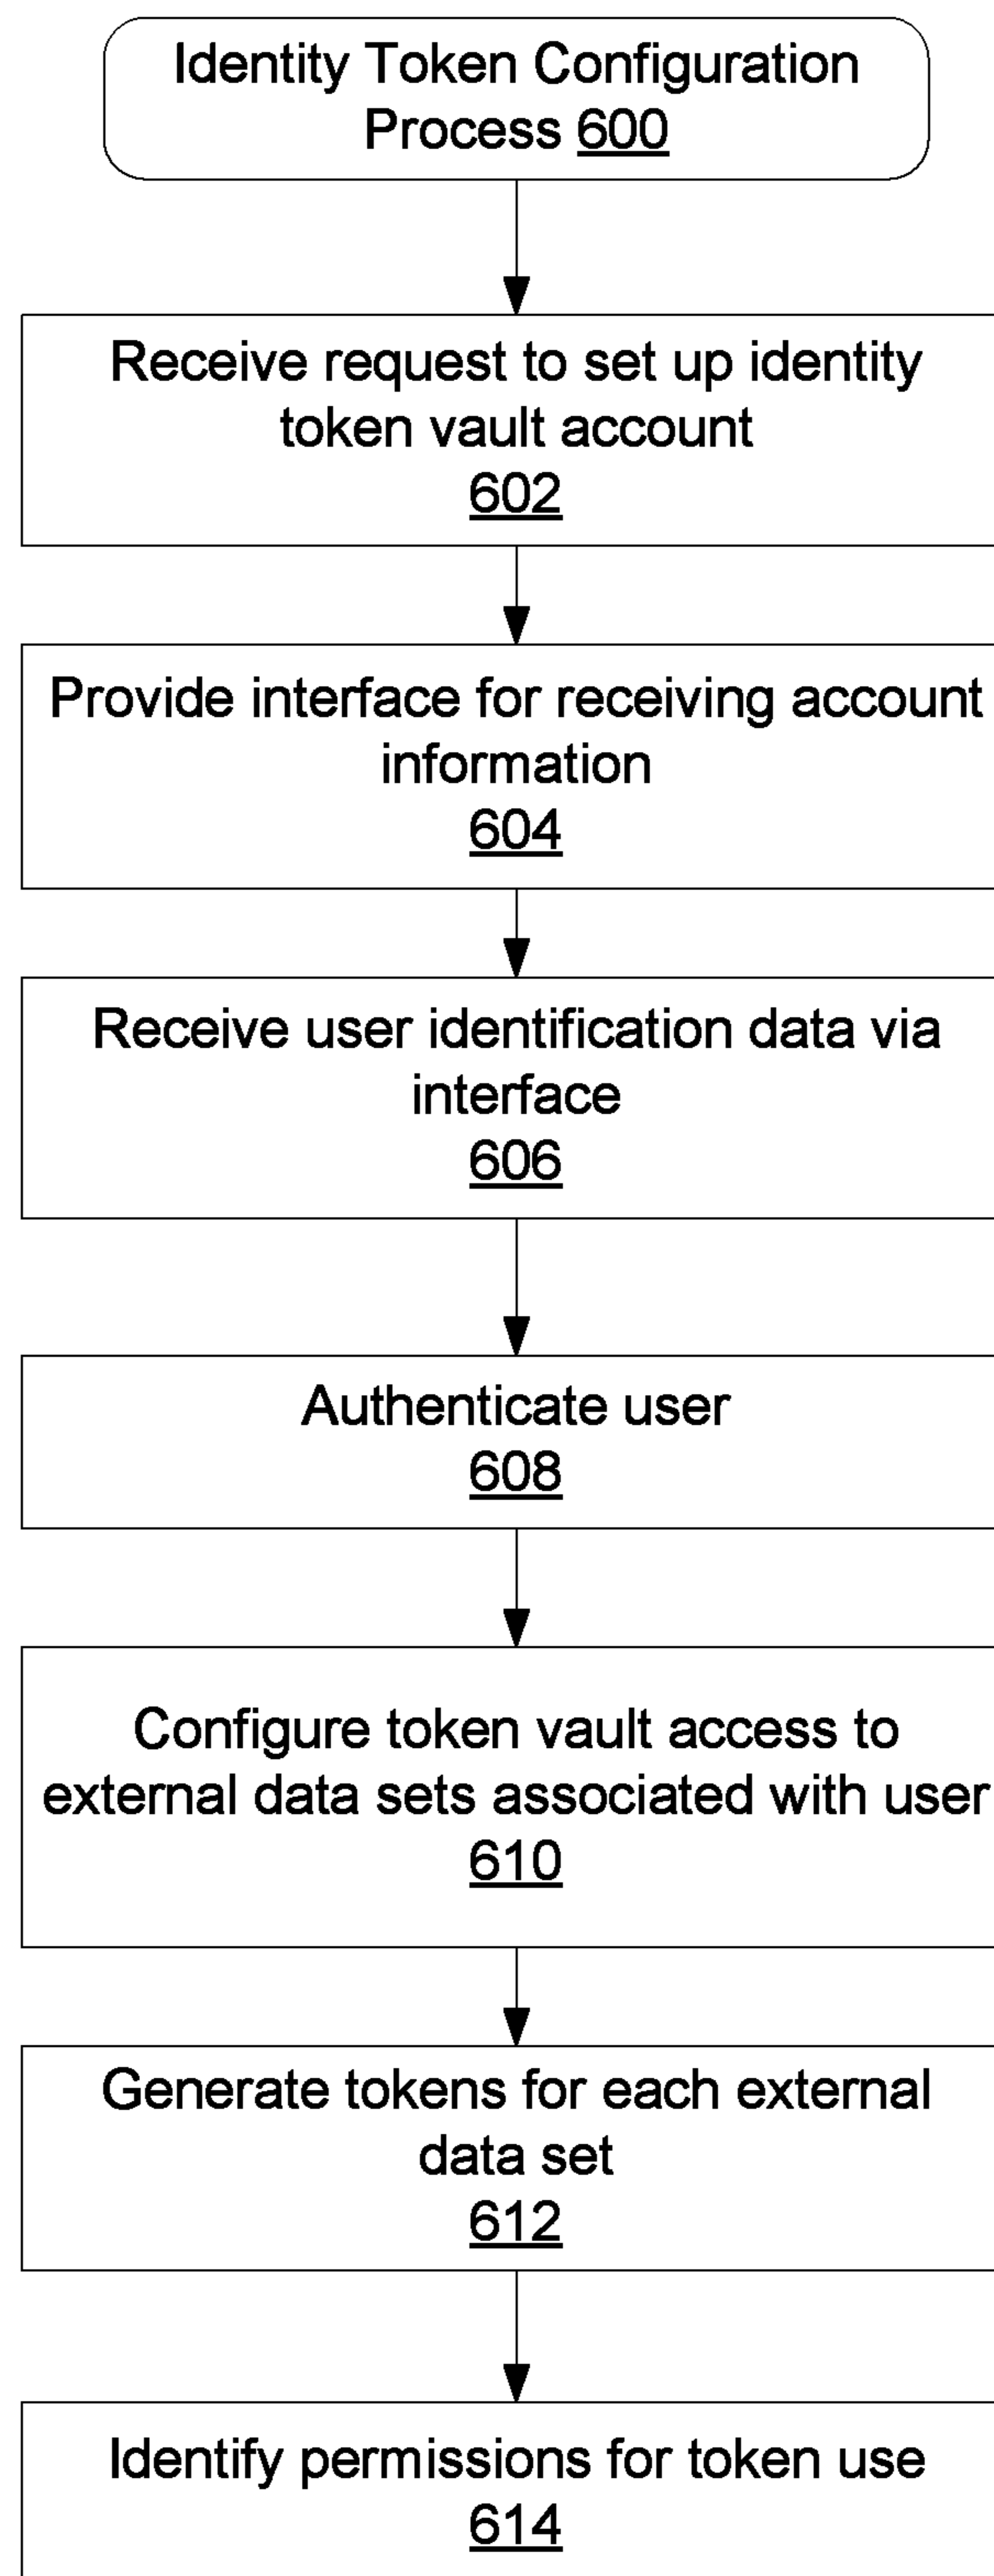 Identity Token Configuration
Process 600
Receive request to set up identity
token vault account
602
Provide interface for receiving account
information
604
Receive user identification data via
interface
606
Authenticate user
608
Configure token vault access to
external data sets associated with user
610
Generate tokens for each external
data set
612
Identify permissions for token use
614